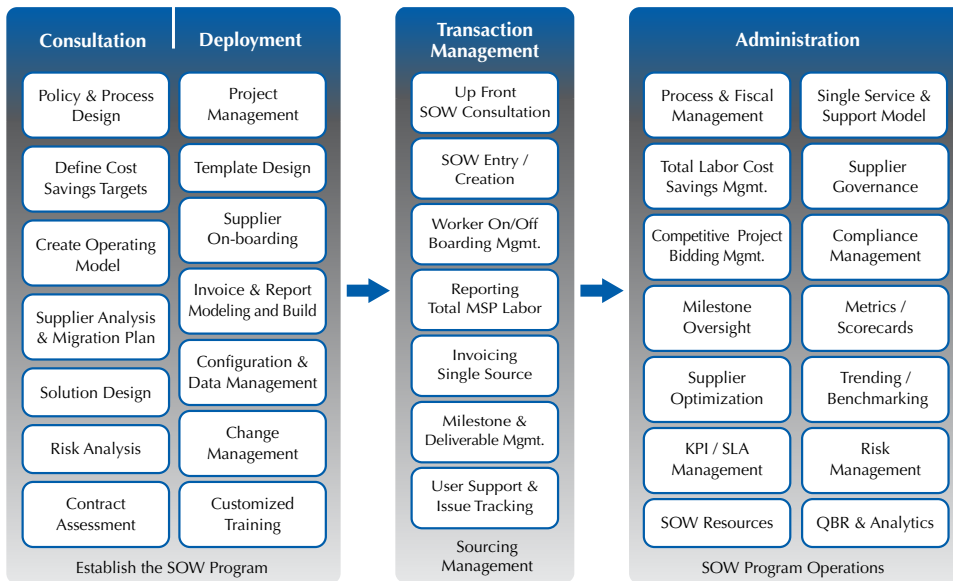 Consultation
Deployment
Policy & Process
Design
Define Cost
Savings Targets
Create Operating
Model
Supplier Analysis
& Migration Plan
Solution Design
Risk Analysis
Contract
Assessment
Project
Management
Template Design
Supplier
On-boarding
Invoice & Report
Modeling and Build
Configuration &
Data Management
Change
Management
Customized
Training
Establish the SOW Program
Transaction
Management
Up Front
SOW Consultation
SOW Entry /
Creation
Worker On/Off
Boarding Mgmt.
Reporting
Total MSP Labor
Invoicing
Single Source
Milestone &
Deliverable Mgmt.
User Support &
Issue Tracking
Sourcing
Management
Administration
Process & Fiscal
Management
Total Labor Cost
Savings Mgmt.
Competitive Project
Bidding Mgmt.
Milestone
Oversight
Supplier
Optimization
KPI / SLA
Management
SOW Resources
Single Service &
Support Model
Supplier
Governance
Compliance
Management
Metrics /
Scorecards
Trending /
Benchmarking
Risk
Management
QBR & Analytics
SOW Program Operations